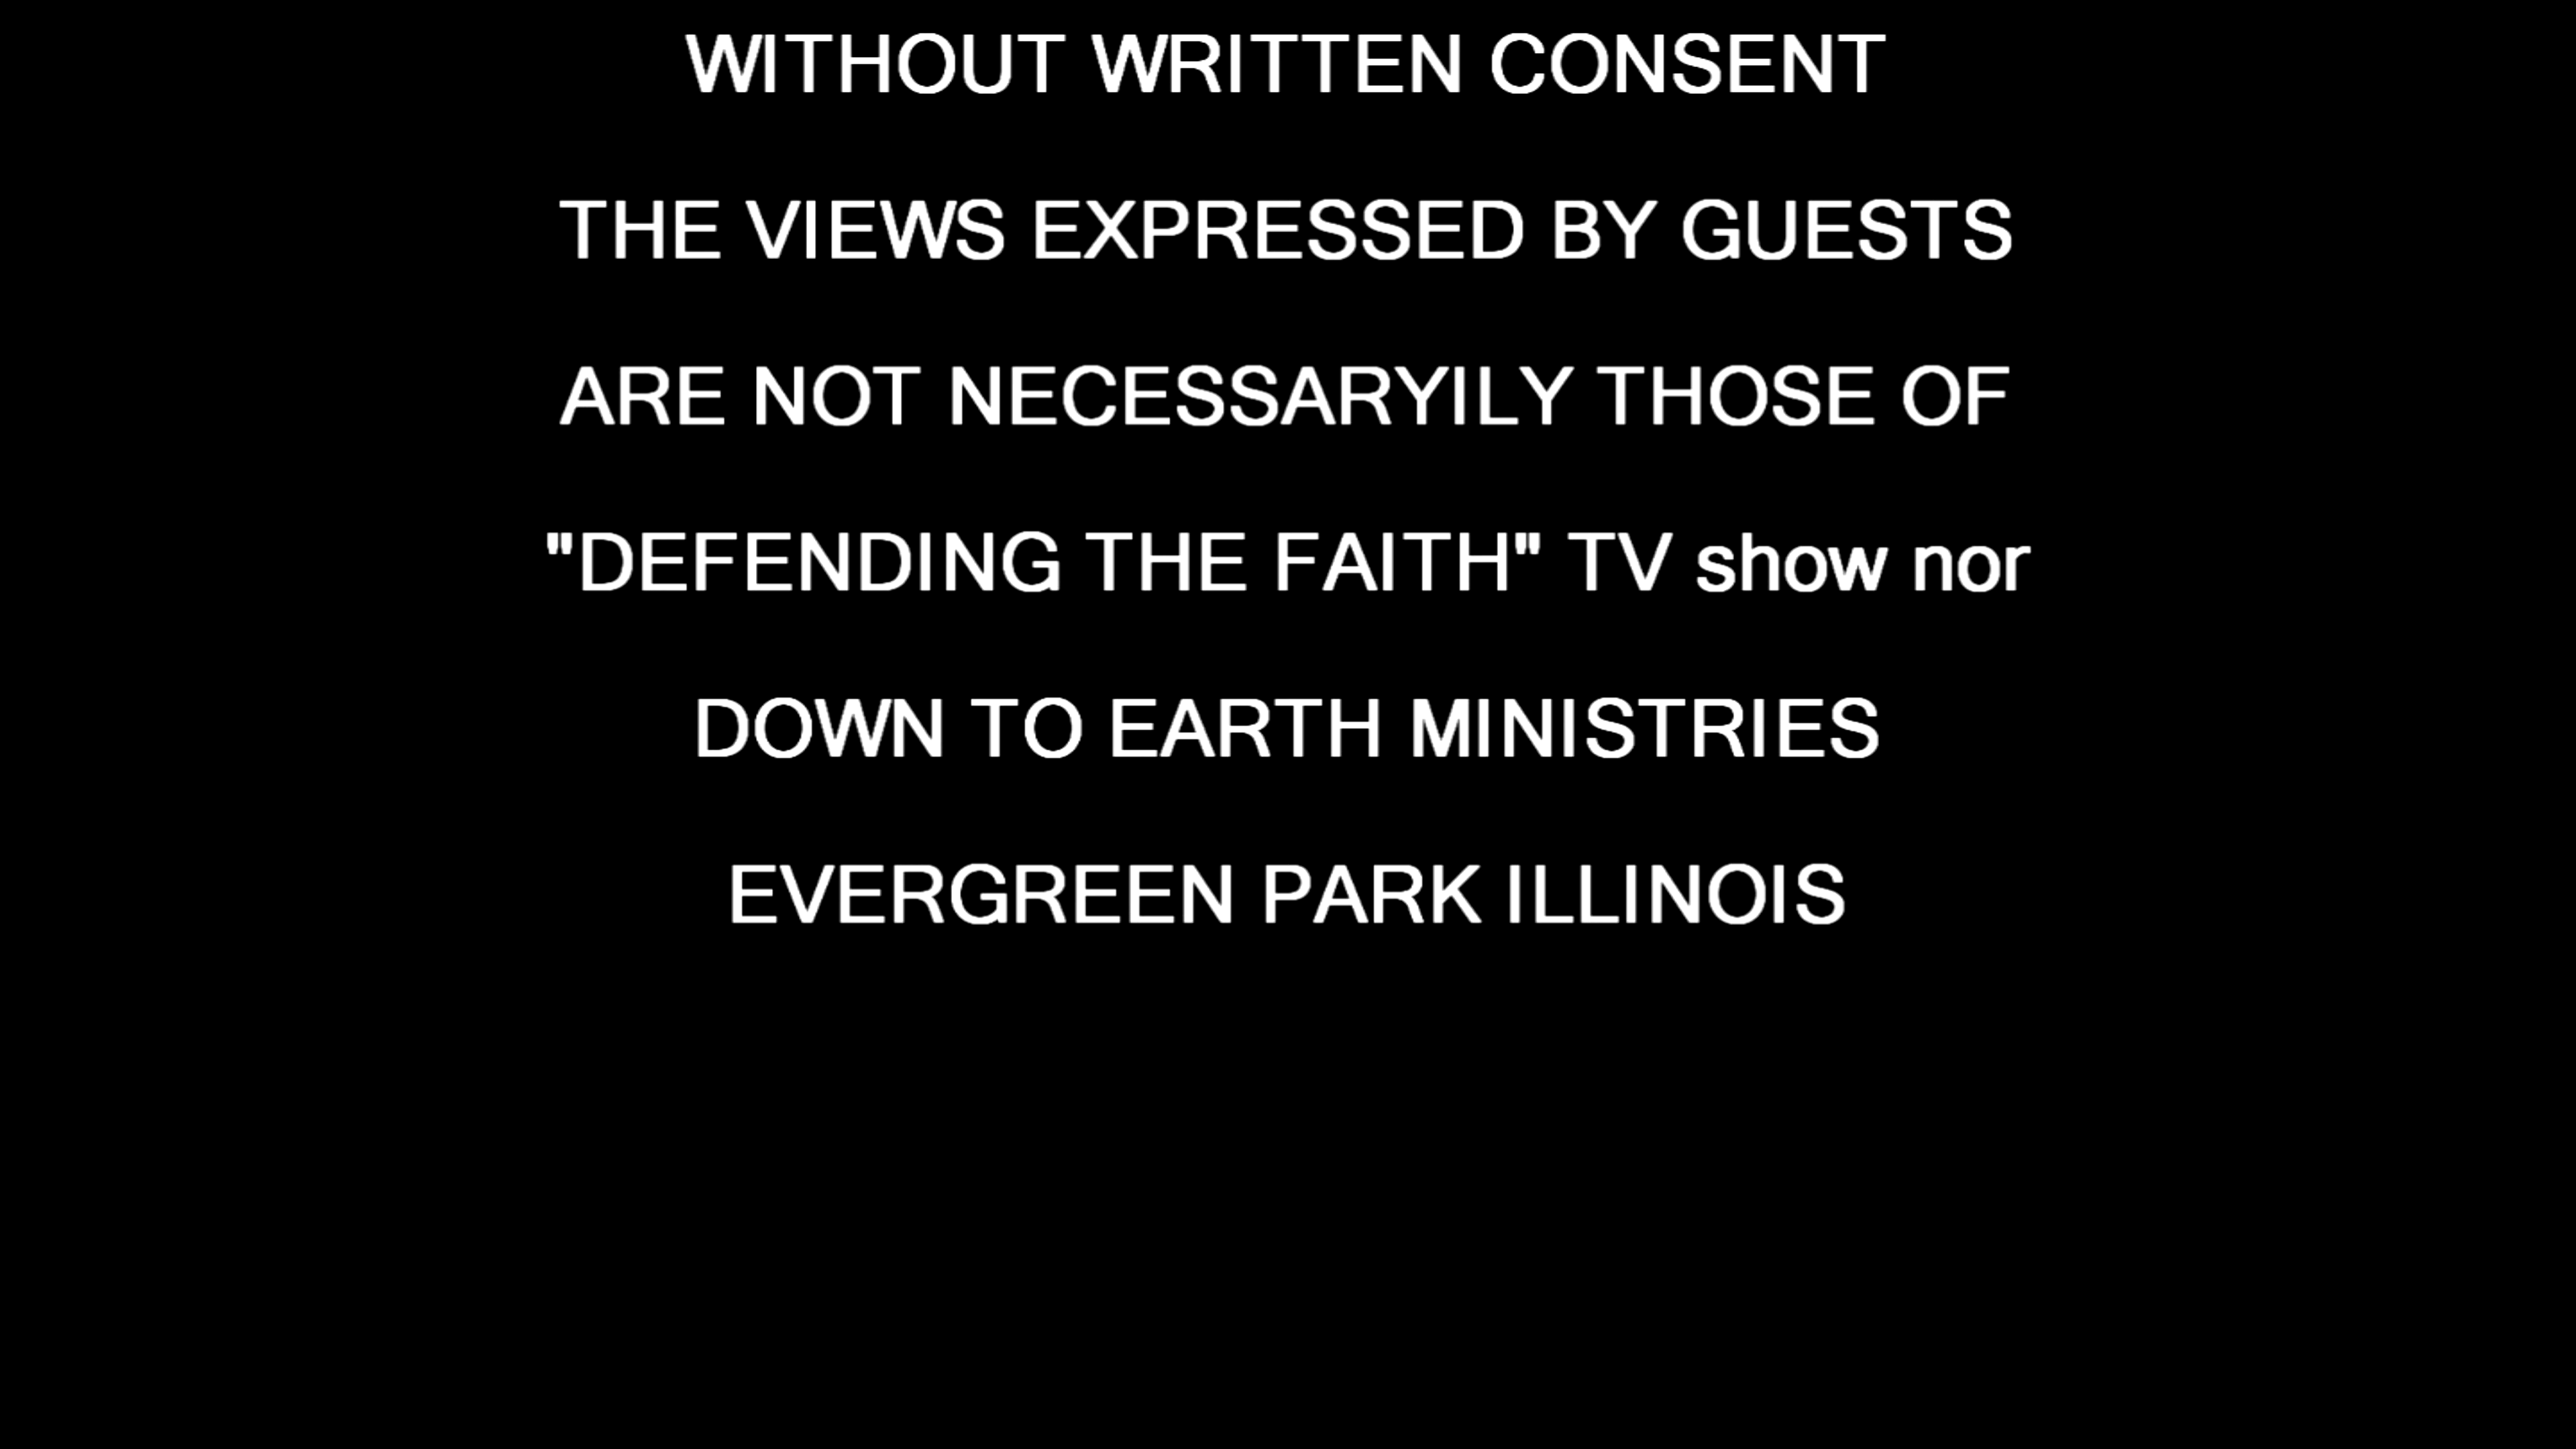 WITHOUT WRITTEN CONSENT
THE VIEWS EXPRESSED BY GUESTS
ARE NOT NECESSARYILY THOSE OF
"DEFENDING THE FAITH" TV show nor
DOWN TO EARTH MINISTRIES
EVERGREEN PARK ILLINOIS